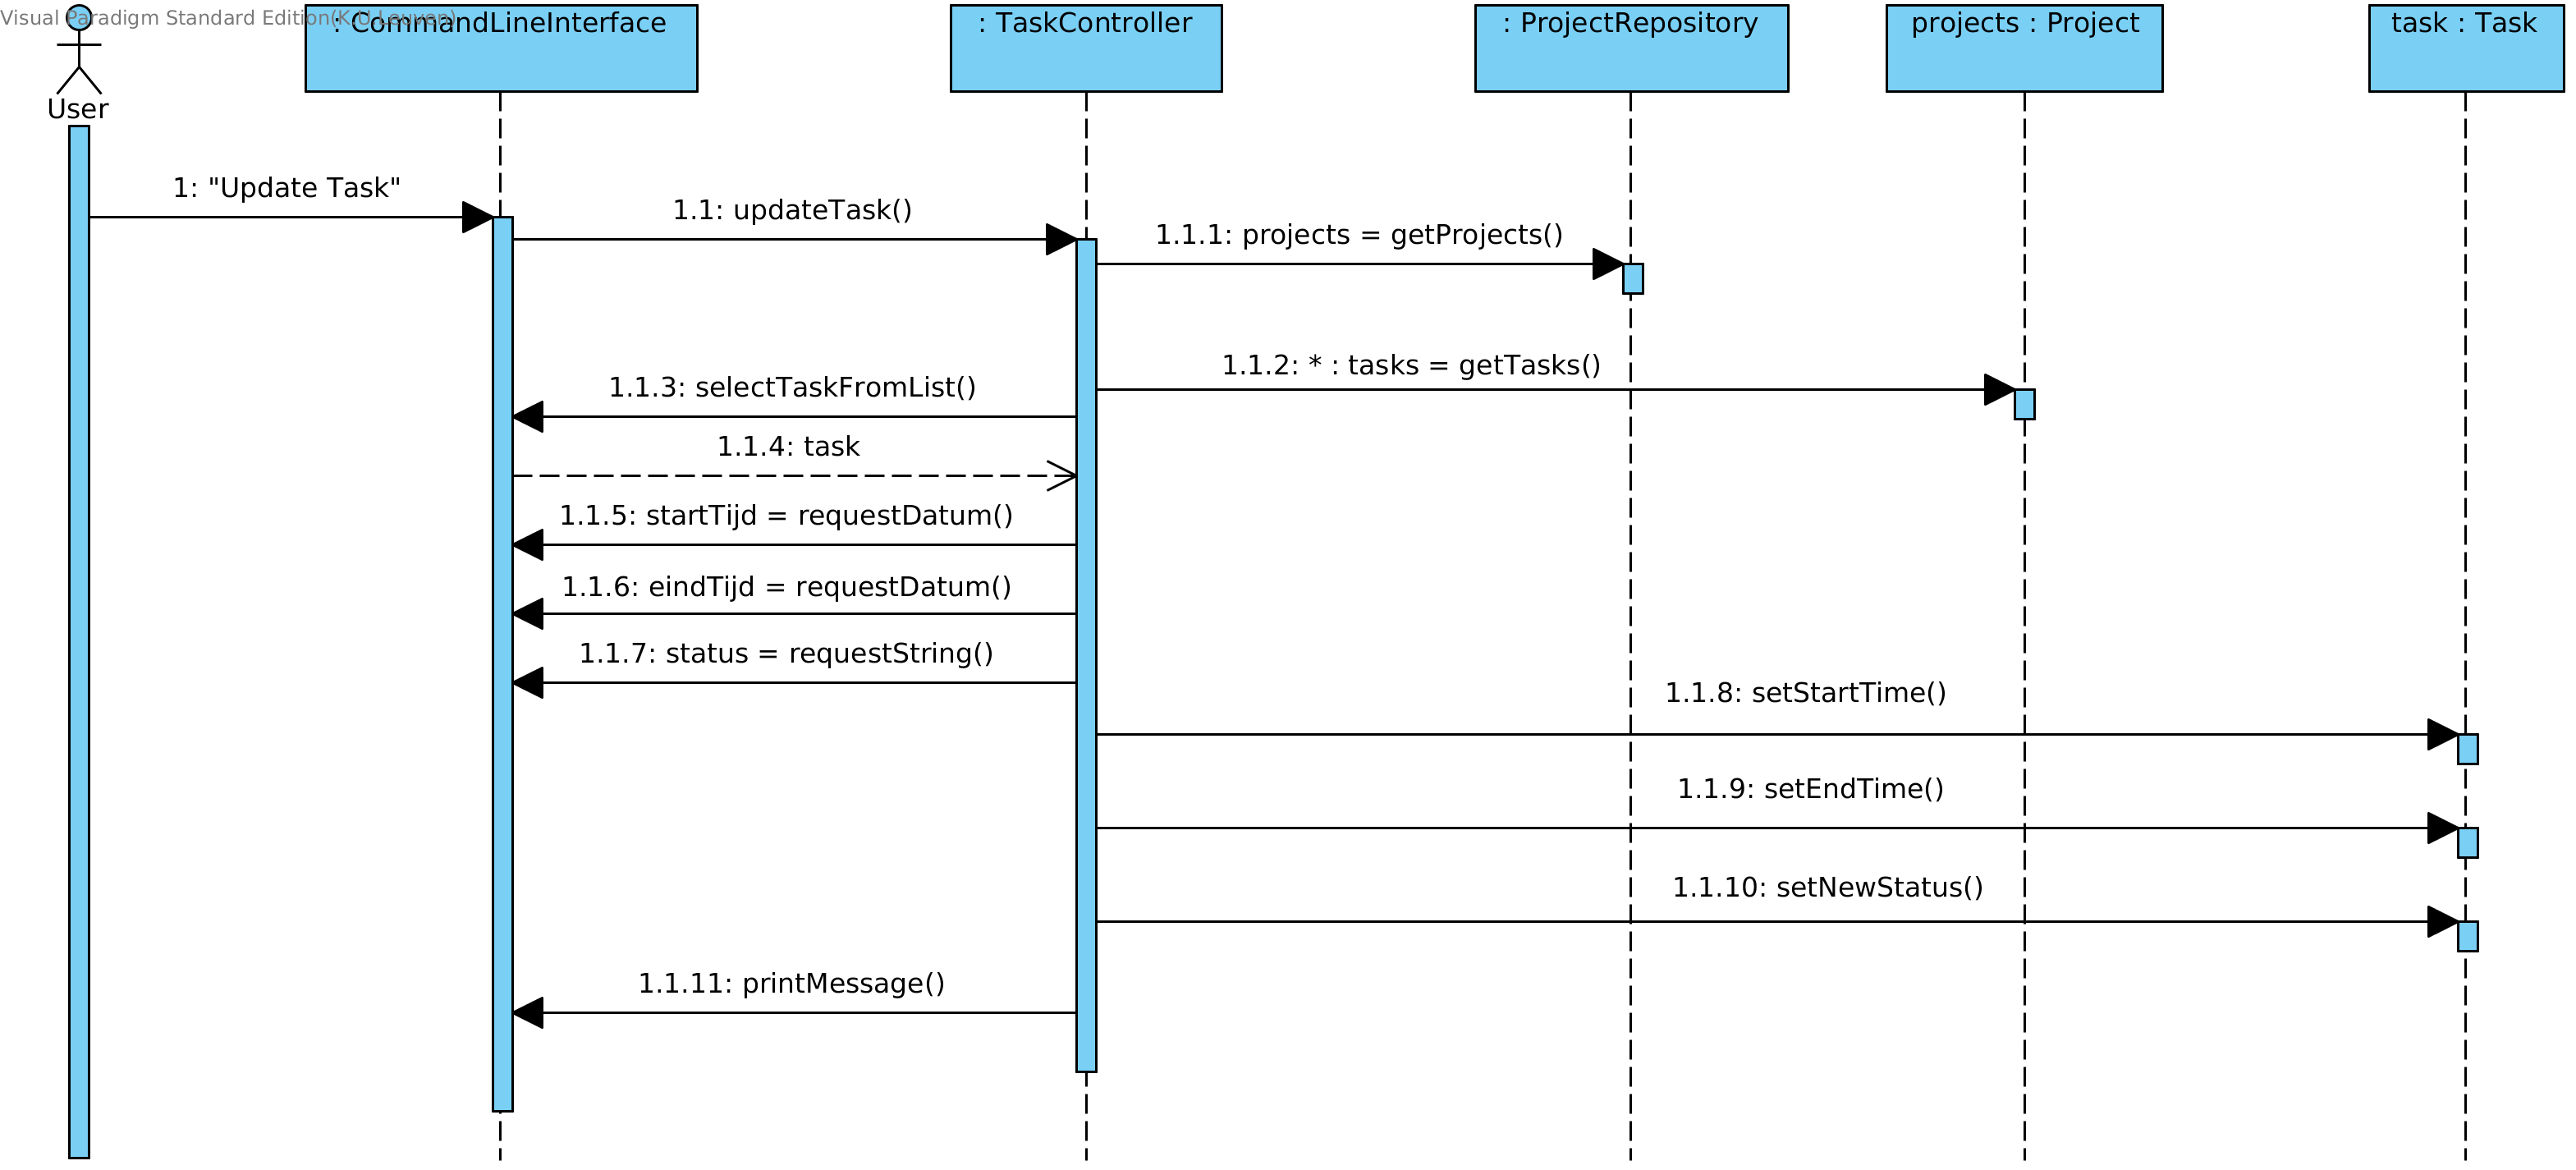 Visual Paradigm Standard Edition(K.U.Leuven)
: CommandLineInterface
: TaskController
: ProjectRepository
projects : Project
task : Task
User
1: "Update Task"
1.1: updateTask()
1.1.1: projects = getProjects()
1.1.2: * : tasks = getTasks()
1.1.3: selectTaskFromList()
1.1.4: task
1.1.5: startTijd = requestDatum()
1.1.6: eindTijd = requestDatum()
1.1.7: status = requestString()
1.1.8: setStartTime()
1.1.9: setEndTime()
1.1.10: setNewStatus()
1.1.11: printMessage()